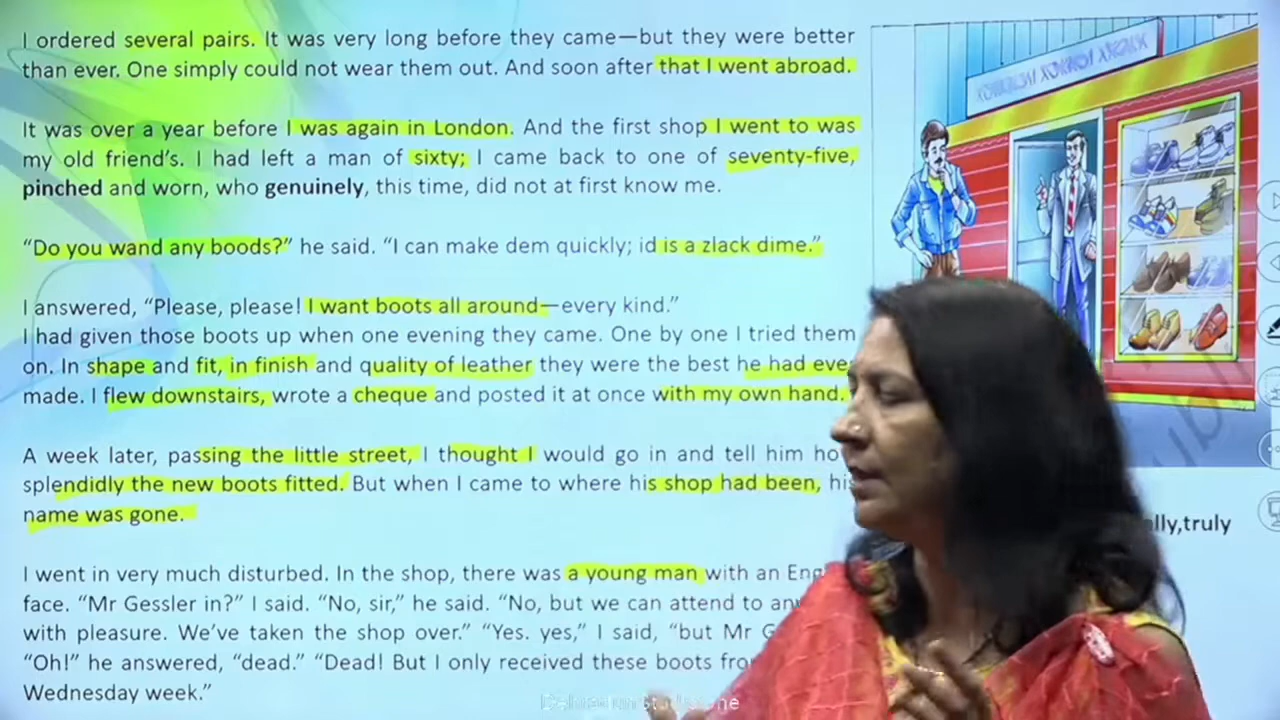 I ordered several pairs. It was very long before they came—but they were better
than ever. One simply could not wear them out. And soon after that I went abroad.
It was over a year before I was again in London. And the first shop I went to was
my old friend's. I had left a man of sixty; I came back to one of seventy-five,
pinched and worn, who genuinely, this time, did not at first know me.
“Do you wand any boods?” he said. “I can make dem quickly; id is a zlack dime.”
I answered, “Please, please! I want boots all around—every kind.”
I had given those boots up when one evening they came. One by one I tried them
on. In shape and fit, in finish and quality of leather they were the best he had eve
made. I flew downstairs, wrote a cheque and posted it at once with my own hand.
A week later, passing the little street, I thought I would go in and tell him ho
splendidly the new boots fitted. But when I came to where his shop had been, his
name was gone.
lly,truly
I went in very much disturbed. In the shop, there was a young man with an Eng
face. “Mr Gessler in?” I said. “No, sir,” he said. “No, but we can attend to any
with pleasure. We've taken the shop over.” “Yes. yes,” I said, “but Mr G
“Oh!” he answered, “dead.” “Dead! But I only received these boots fro
Wednesday week.”